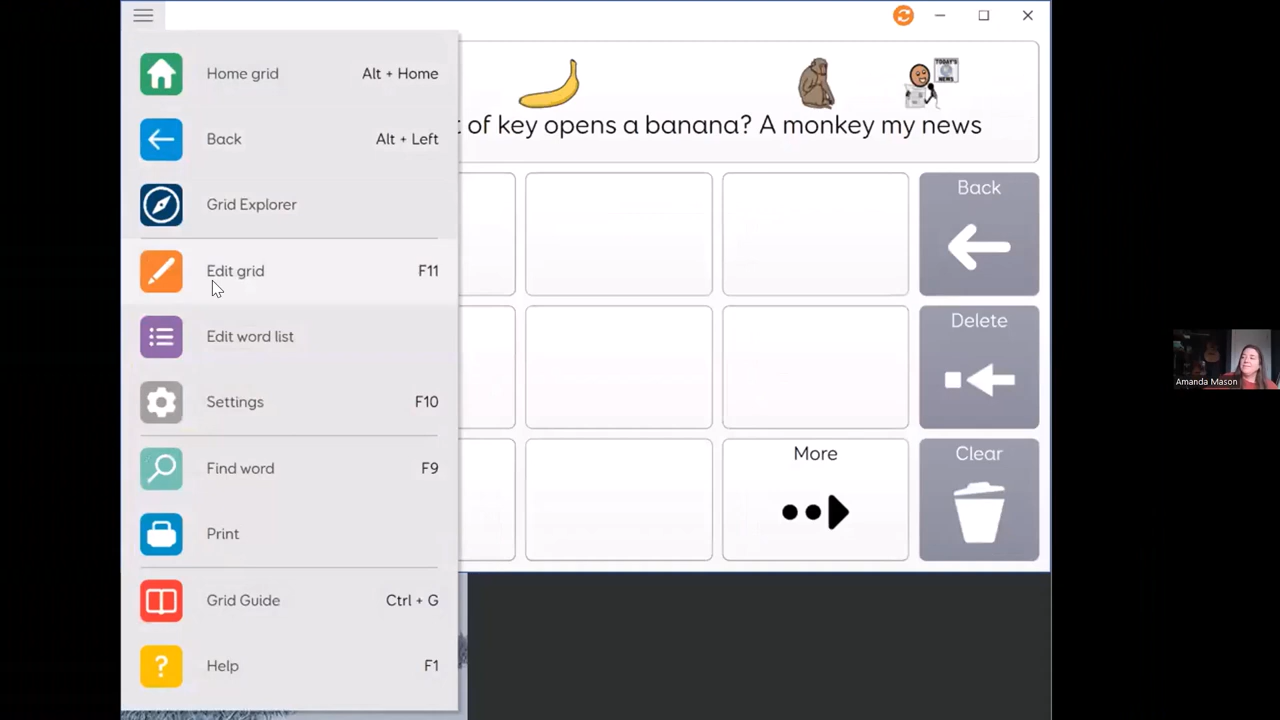 Home grid Alt + Home
Back Alt + Left
Grid Explorer
Edit grid F11
Edit word list
Settings F10
Find word F9
Print
Grid Guide Ctrl + G
Help F1
TODAY'S
NEWS
of key opens a banana? A monkey my news
Back
Delete
More
Clear
Amanda Mason